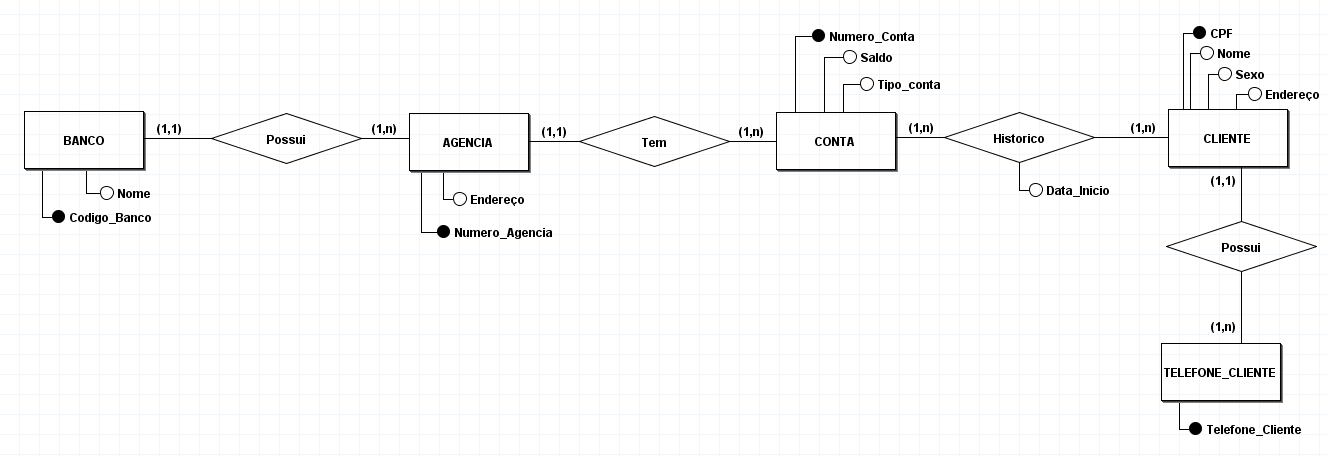 Numero_Conta
Saldo
Tipo_conta
CPF
Nome
Sexo
Endereço
BANCO
(1,1)
Possui
(1,n)
AGENCIA
(1,1)
Tem
(1,n)
CONTA
(1,n)
Historico
(1,n)
CLIENTE
Nome
Codigo_Banco
Endereço
Numero_Agencia
Data_Inicio
(1,1)
Possui
(1,n)
TELEFONE_CLIENTE
Telefone_Cliente